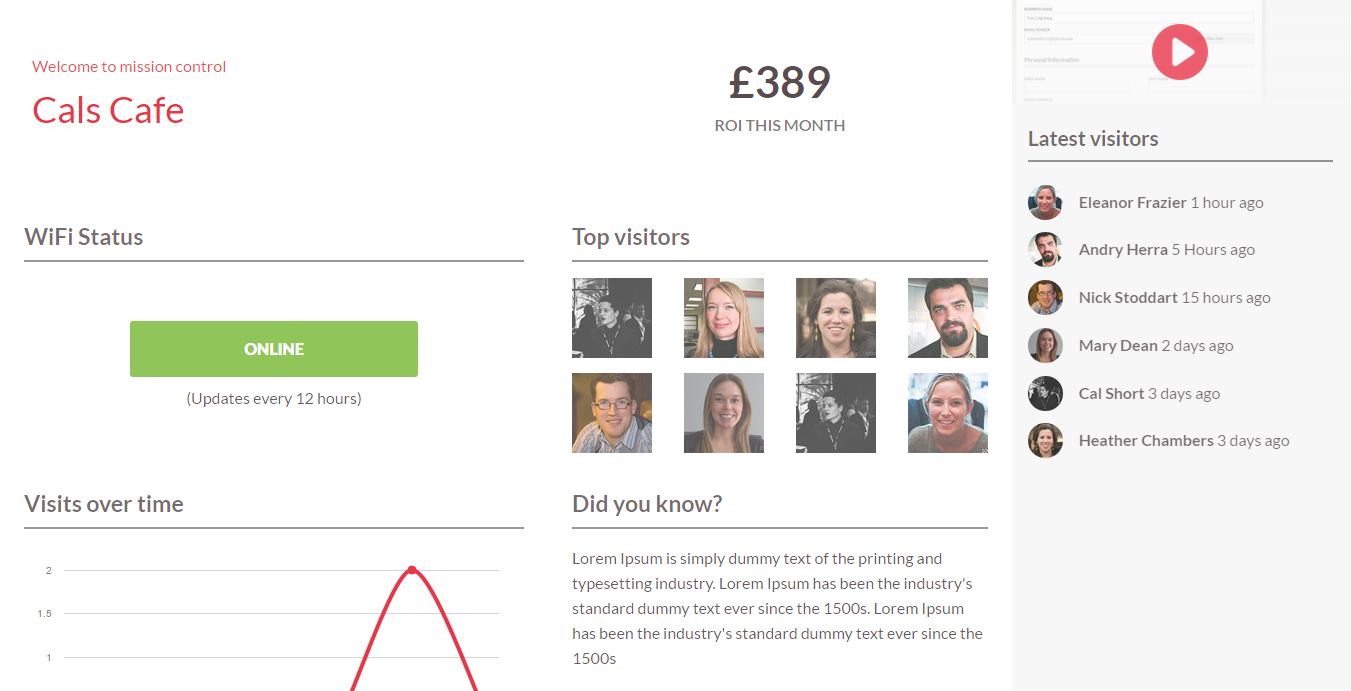 Welcome to mission control
Cals Cafe
£389
ROI THIS MONTH
WiFi Status
ONLINE
(Updates every 12 hours)
Top visitors
Visits over time
2
1.5
1
Did you know?
Lorem Ipsum is simply dummy text of the printing and
typesetting industry. Lorem Ipsum has been the industry's
standard dummy text ever since the 1500s. Lorem Ipsum
has been the industry's standard dummy text ever since the
1500s
Personal Information
Latest visitors
Eleanor Frazier 1 hour ago
Andry Herra 5 Hours ago
Nick Stoddart 15 hours ago
Mary Dean 2 days ago
Cal Short 3 days ago
Heather Chambers 3 days ago